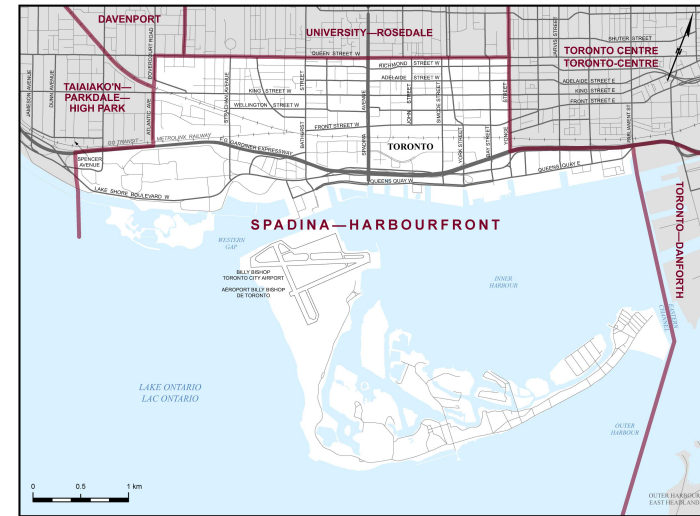 DAVENPORT
UNIVERSITY—ROSEDALE
TORONTO CENTRE
TORONTO-CENTRE
TAIAIAKO'N—
PARKDALE—
HIGH PARK
TORONTO—DANFORTH
SPADINA—HARBOURFRONT
TORONTO
JAMESON AVENUE
DUNN AVENUE
DOVERCOURT ROAD
ATLANTIC AVE
STRACHAN AVENUE
BATHURST
STREET
SPADINA
AVENUE
JOHN
STREET
SIMCOE STREET
YORK STREET
BAY STREET
YONGE
STREET
JARVIS STREET
PARLIAMENT ST
QUEEN STREET W
RICHMOND STREET W
ADELAIDE STREET W
KING STREET W
WELLINGTON STREET W
FRONT STREET W
SHUTER STREET
ADELAIDE STREET E
KING STREET E
FRONT STREET E
GO TRANSIT - METROLINX RAILWAY
F.G. GARDINER EXPRESSWAY
SPENCER
AVENUE
LAKE SHORE BOULEVARD W
QUEENS QUAY W
QUEENS QUAY E
WESTERN
GAP
BILLY BISHOP
TORONTO CITY AIRPORT
AÉROPORT BILLY BISHOP
DE TORONTO
INNER
HARBOUR
EASTERN
CHANNEL
LAKE ONTARIO
LAC ONTARIO
OUTER
HARBOUR
OUTER HARBOUR
EAST HEADLAND
N
0 0.5 1 km